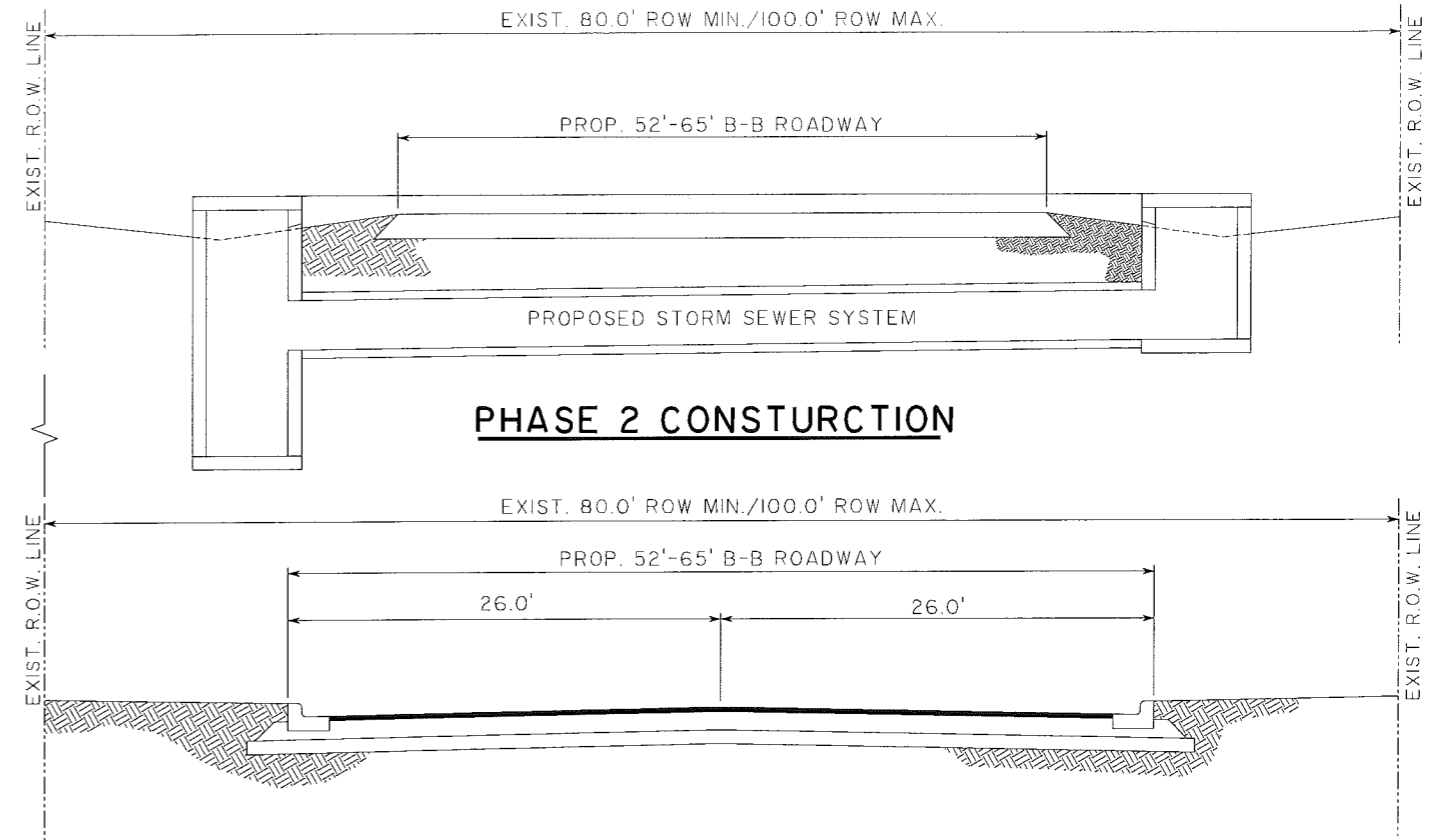 EXIST. 80.0' ROW MIN./100.0' ROW MAX.
EXIST. R.O.W. LINE
EXIST. R.O.W. LINE
PROP. 52'-65' B-B ROADWAY
PROPOSED STORM SEWER SYSTEM
PHASE 2 CONSTURCTION
EXIST. 80.0' ROW MIN./100.0' ROW MAX.
EXIST. R.O.W. LINE
EXIST. R.O.W. LINE
PROP. 52'-65' B-B ROADWAY
26.0'
26.0'